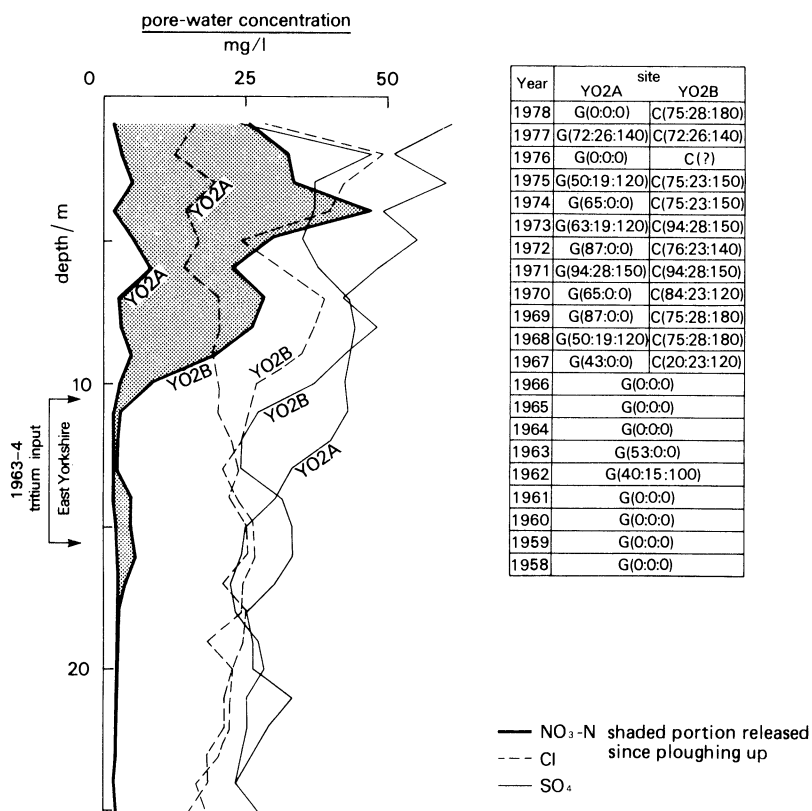 pore-water concentration
mg/l
0 25 50
depth/m
10
20
1963-4
tritium input
East Yorkshire
YO2A
YO2A
YO2B
YO2B
YO2B
YO2A
Year site
YO2A YO2B
1978 G(0:0:0) C(75:28:180)
1977 G(72:26:140) C(72:26:140)
1976 G(0:0:0) C(?)
1975 G(50:19:120) C(75:23:150)
1974 G(65:0:0) C(75:23:150)
1973 G(63:19:120) C(94:28:150)
1972 G(87:0:0) C(76:23:140)
1971 G(94:28:150) C(94:28:150)
1970 G(65:0:0) C(84:23:120)
1969 G(87:0:0) C(75:28:180)
1968 G(50:19:120) C(75:28:180)
1967 G(43:0:0) C(20:23:120)
1966 G(0:0:0)
1965 G(0:0:0)
1964 G(0:0:0)
1963 G(53:0:0)
1962 G(40:15:100)
1961 G(0:0:0)
1960 G(0:0:0)
1959 G(0:0:0)
1958 G(0:0:0)
NO₃-N shaded portion released
since ploughing up
Cl
SO₄